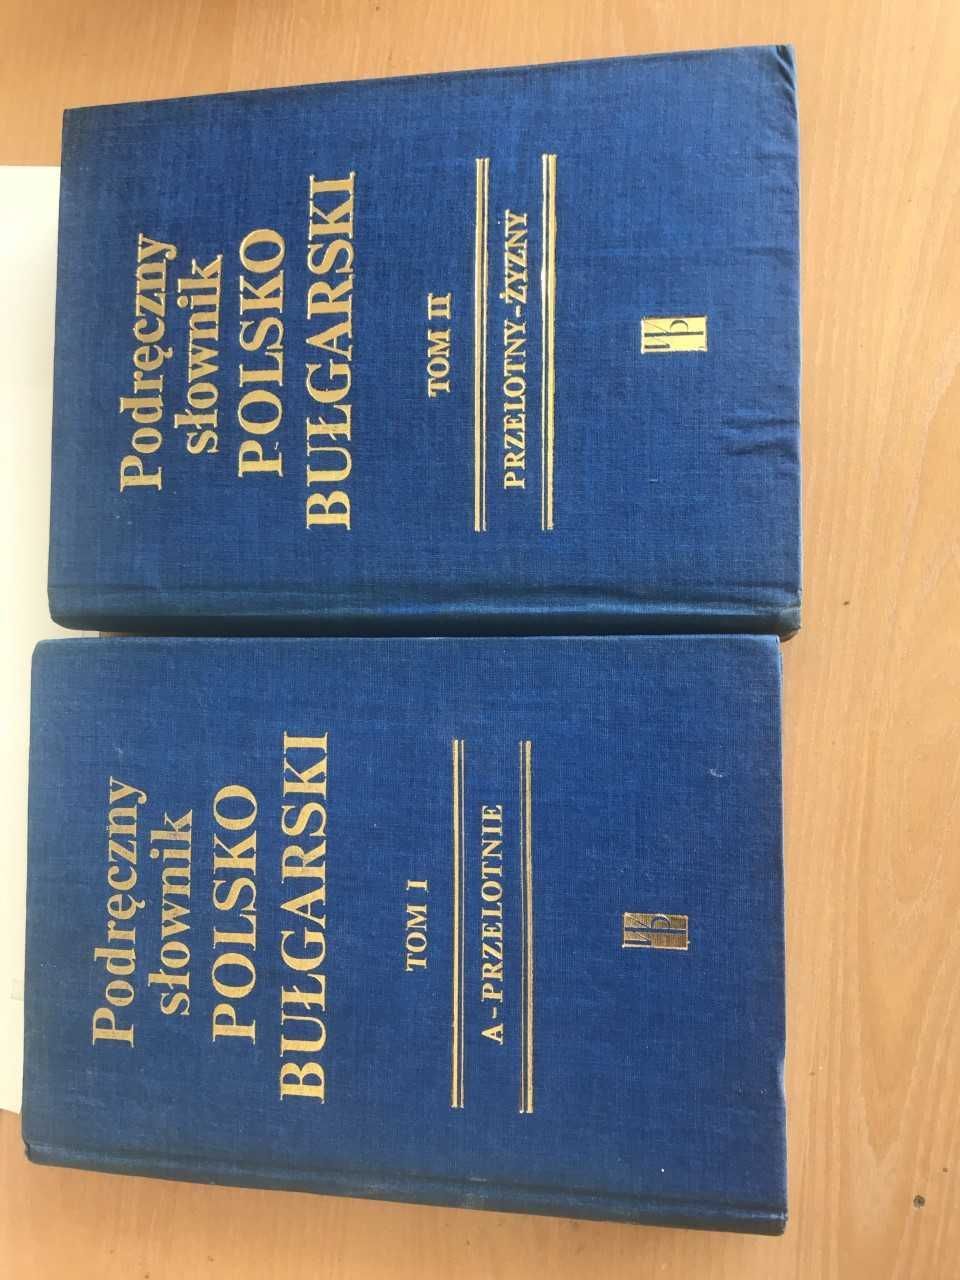 Podręczny
słownik
POLSKO
BUŁGARSKI
TOM I
A-PRZELOTNIE
Podręczny
słownik
POLSKO
BUŁGARSKI
TOM II
PRZELOTNY-ŻYZNY